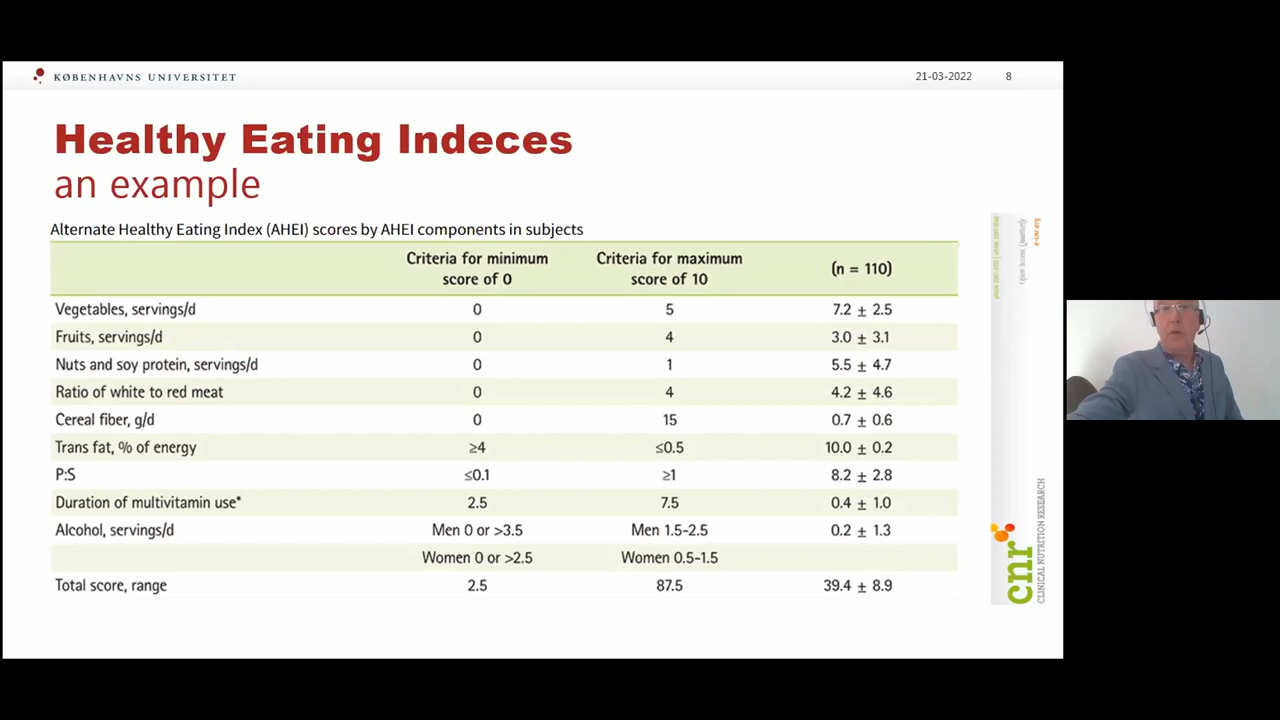 KØBENHAVNS UNIVERSITET
21-03-2022 8
Healthy Eating Indeces
an example
Alternate Healthy Eating Index (AHEI) scores by AHEI components in subjects
Criteria for minimum score of 0 Criteria for maximum score of 10 (n = 110)
Vegetables, servings/d 0 5 7.2 ± 2.5
Fruits, servings/d 0 4 3.0 ± 3.1
Nuts and soy protein, servings/d 0 1 5.5 ± 4.7
Ratio of white to red meat 0 4 4.2 ± 4.6
Cereal fiber, g/d 0 15 0.7 ± 0.6
Trans fat, % of energy ≥4 ≤0.5 10.0 ± 0.2
P:S ≤0.1 ≥1 8.2 ± 2.8
Duration of multivitamin use* 2.5 7.5 0.4 ± 1.0
Alcohol, servings/d Men 0 or >3.5 Men 1.5-2.5 0.2 ± 1.3
Women 0 or >2.5 Women 0.5-1.5
Total score, range 2.5 87.5 39.4 ± 8.9
Open Access, Quarterly
e-cnr.org
cnr
CLINICAL NUTRITION RESEARCH